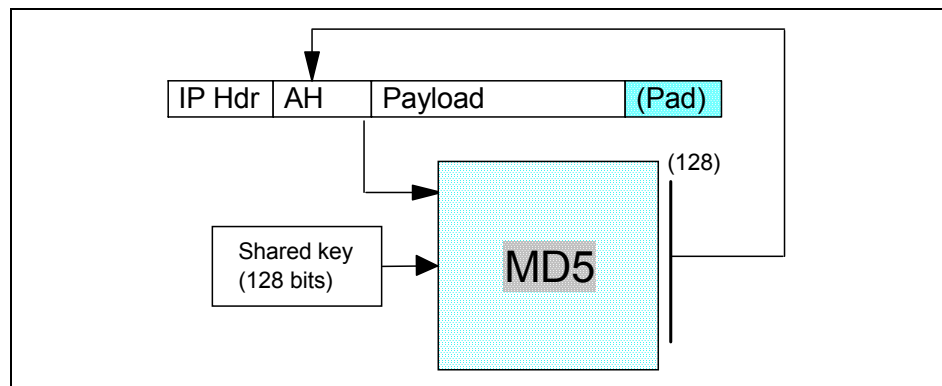 IP Hdr AH Payload (Pad)
(128)
Shared key
(128 bits)
MD5